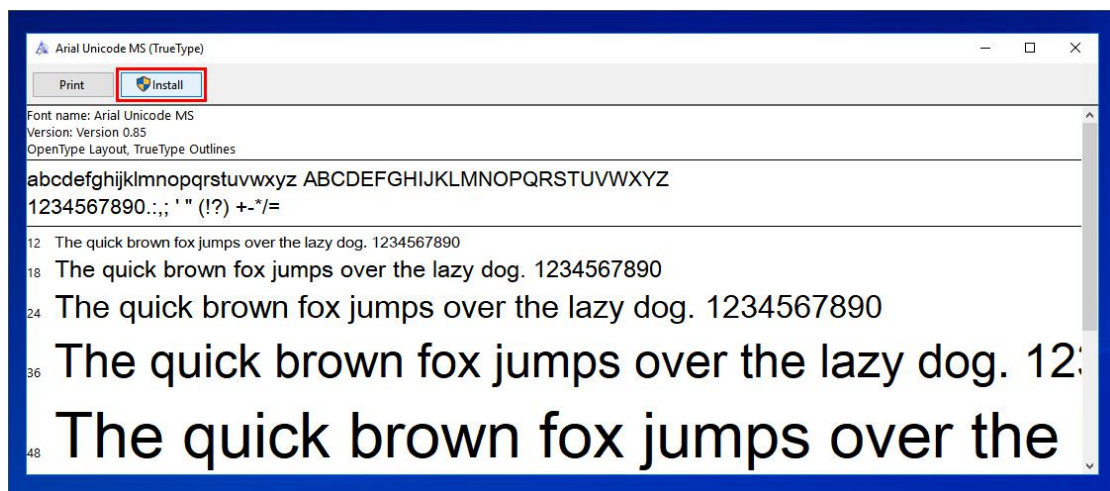 Arial Unicode MS (TrueType)
Print Install
Font name: Arial Unicode MS
Version: Version 0.85
OpenType Layout, TrueType Outlines
abcdefghijklmnopqrstuvwxyz ABCDEFGHIJKLMNOPQRSTUVWXYZ
1234567890.:,; ' " (!?) +-*/=
12 The quick brown fox jumps over the lazy dog. 1234567890
18 The quick brown fox jumps over the lazy dog. 1234567890
24 The quick brown fox jumps over the lazy dog. 1234567890
36 The quick brown fox jumps over the lazy dog. 12
48 The quick brown fox jumps over the